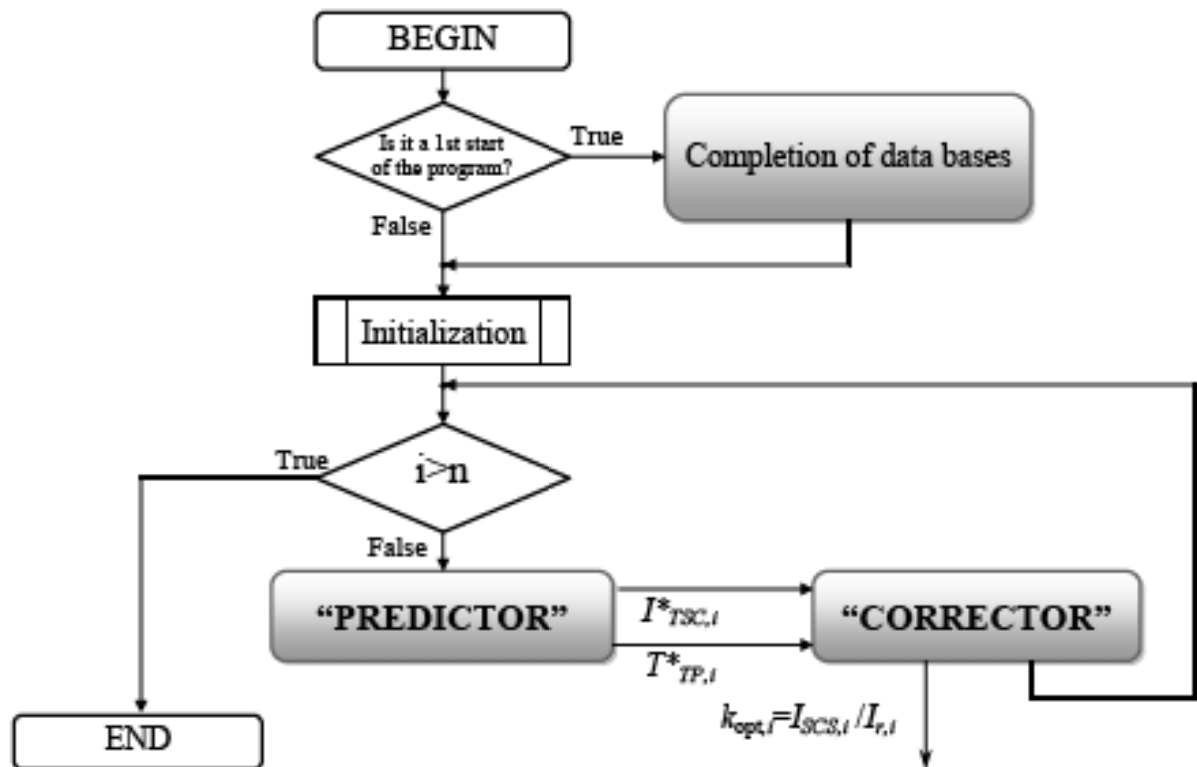 BEGIN
Is it a 1st start
of the program?
True
Completion of data bases
False
Initialization
True
i>n
False
“PREDICTOR”
I*TSC,i
T*TP,i
“CORRECTOR”
kopt,i=ISCS,i/Ir,i
END